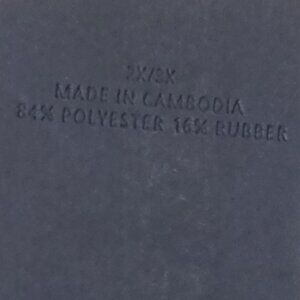 2X/3X
MADE IN CAMBODIA
84% POLYESTER 16% RUBBER